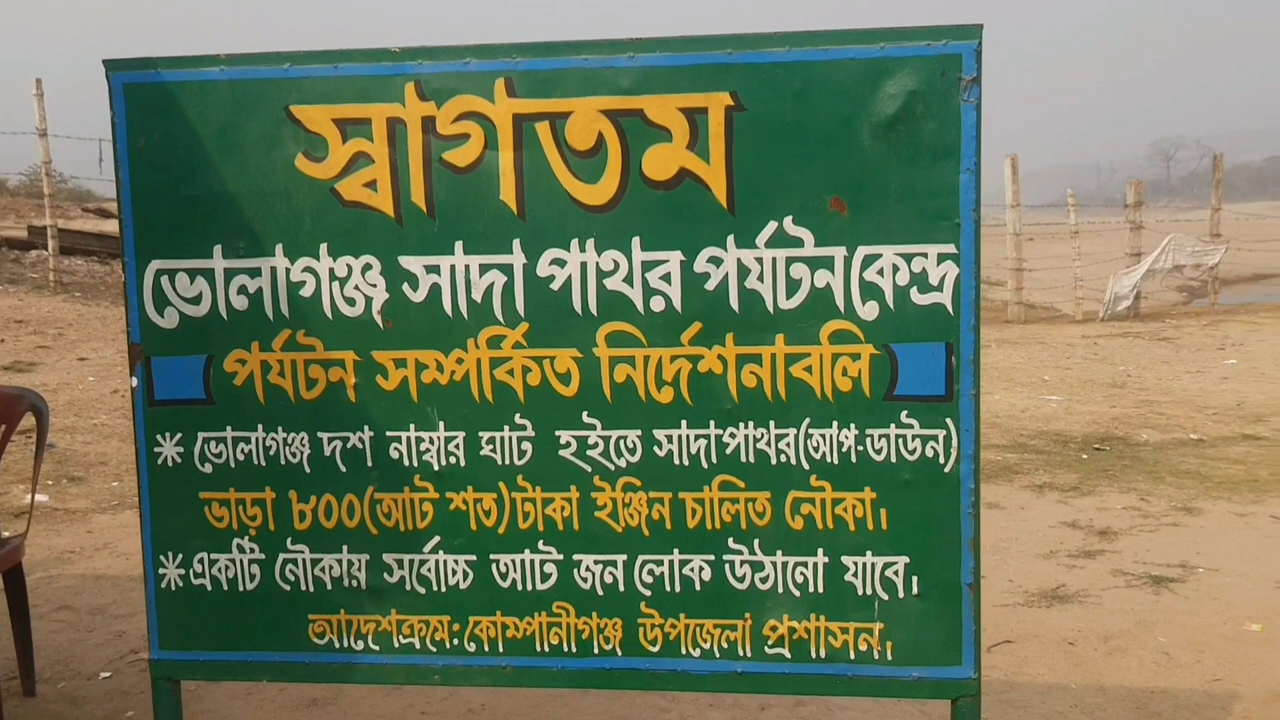 স্বাগতম
ভোলাগঞ্জ সাদা পাথর পর্যটন কেন্দ্র
পর্যটন সম্পর্কিত নির্দেশনাবলি
* ভোলাগঞ্জ দশ নাম্বার ঘাট হইতে সাদাপাথর(আপ-ডাউন)
ভাড়া ৮০০(আট শত)টাকা ইঞ্জিন চালিত নৌকা।
* একটি নৌকায় সর্বোচ্চ আট জন লোক উঠানো যাবে।
আদেশক্রমে: কোম্পানীগঞ্জ উপজেলা প্রশাসন।